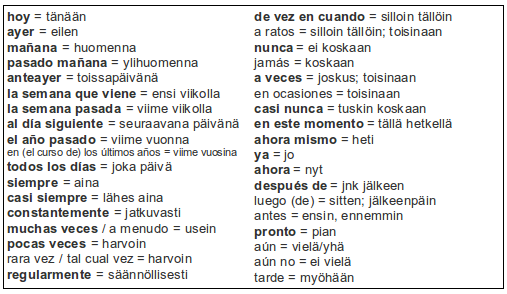 hoy = tänään
ayer = eilen
mañana = huomenna
pasado mañana = ylihuomenna
anteayer = toissapäivänä
la semana que viene = ensi viikolla
la semana pasada = viime viikolla
al día siguiente = seuraavana päivänä
el año pasado = viime vuonna
en (el curso de) los últimos años = viime vuosina
todos los días = joka päivä
siempre = aina
casi siempre = lähes aina
constantemente = jatkuvasti
muchas veces / a menudo = usein
pocas veces = harvoin
rara vez / tal cual vez = harvoin
regularmente = säännöllisesti
de vez en cuando = silloin tällöin
a ratos = silloin tällöin; toisinaan
nunca = ei koskaan
jamás = koskaan
a veces = joskus; toisinaan
en ocasiones = toisinaan
casi nunca = tuskin koskaan
en este momento = tällä hetkellä
ahora mismo = heti
ya = jo
ahora = nyt
después de = jnk jälkeen
luego (de) = sitten; jälkeenpäin
antes = ensin, ennemmin
pronto = pian
aún = vielä/yhä
aún no = ei vielä
tarde = myöhään